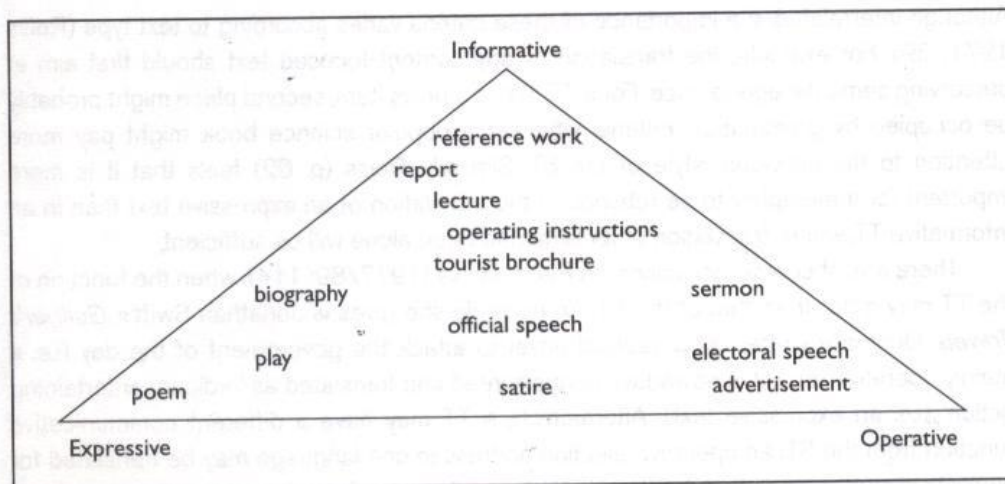 Informative
reference work
report
lecture
operating instructions
tourist brochure
biography
sermon
official speech
play
electoral speech
poem
satire
advertisement
Expressive
Operative